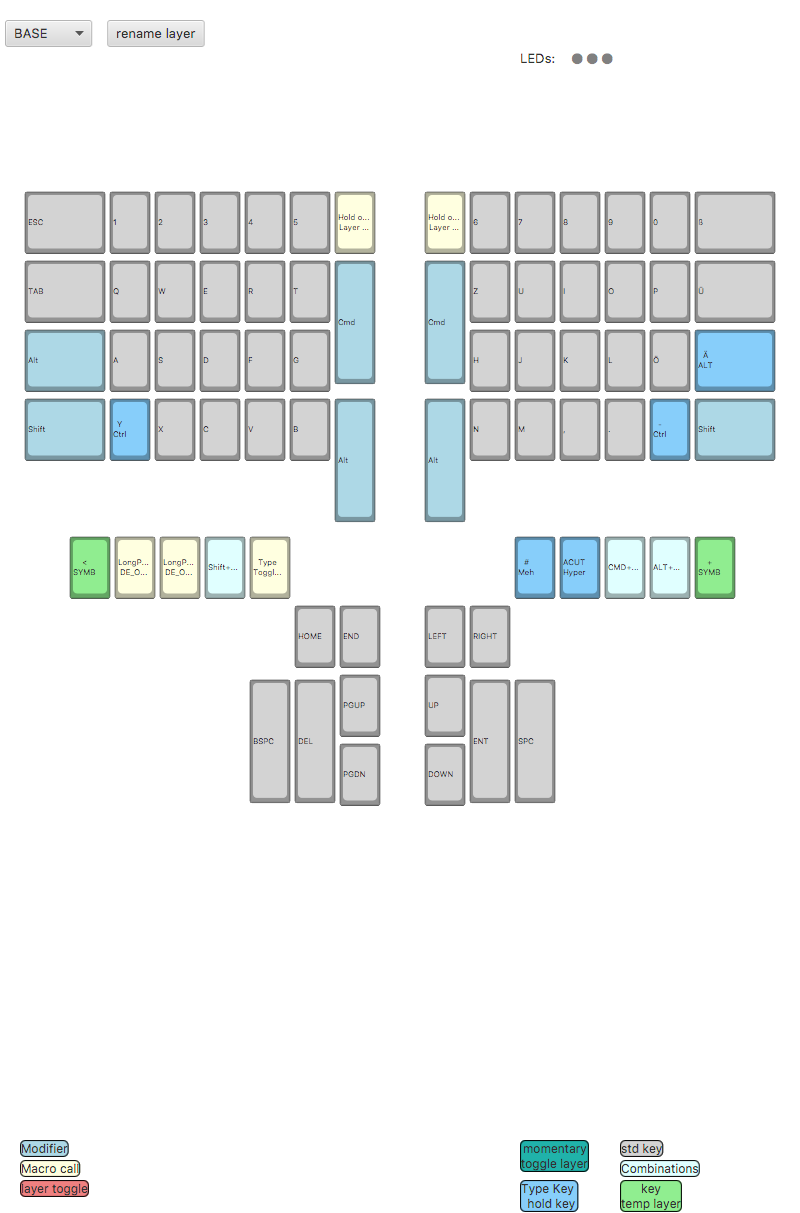 BASE rename layer
LEDs:
ESC 1 2 3 4 5 Hold o... Hold o... 6 7 8 9 0 ß
Layer ... Layer ...
TAB Q W E R T Cmd Cmd Z U I O P Ü
Alt A S D F G H J K L Ö Ä
ALT
Shift Y X C V B Alt Alt N M , . - Shift
Ctrl Ctrl
< LongP... LongP... Shift+... Type # ACUT CMD+... ALT+... +
SYMB DE_O... DE_O... Toggl... Meh Hyper SYMB
HOME END LEFT RIGHT
PGUP UP
BSPC DEL ENT SPC
PGDN DOWN
Modifier momentary std key
toggle layer
Macro call Combinations
layer toggle Type Key key
hold key temp layer